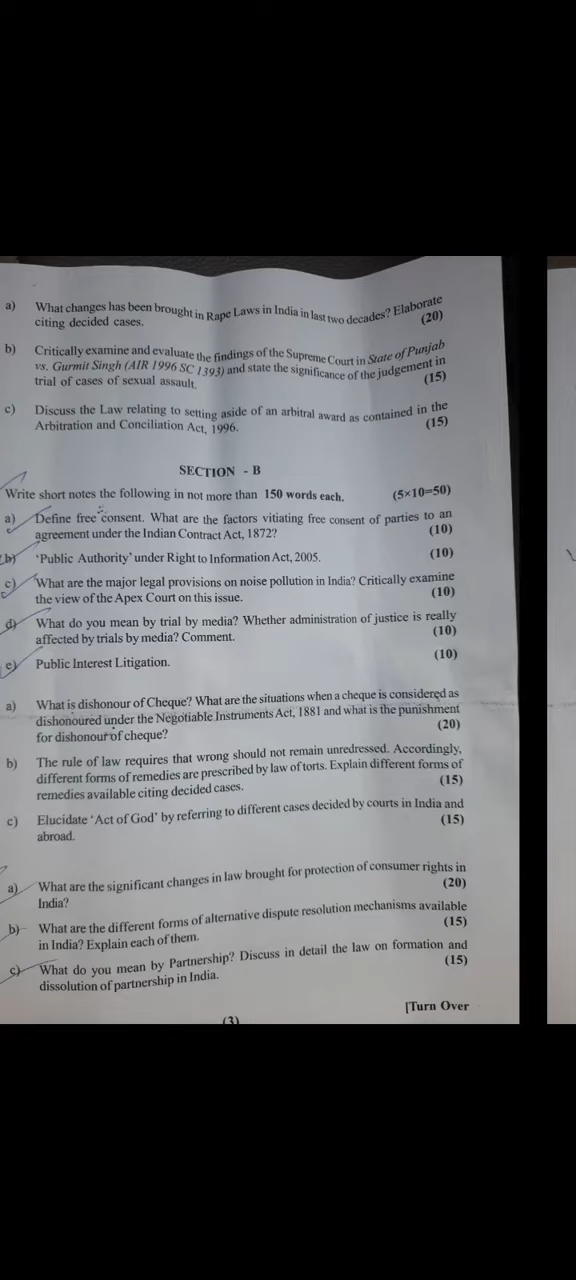 a) What changes has been brought in Rape Laws in India in last two decades? Elaborate
citing decided cases. (20)
b) Critically examine and evaluate the findings of the Supreme Court in State of Punjab
vs. Gurmit Singh (AIR 1996 SC 1393) and state the significance of the judgement in
trial of cases of sexual assault. (15)
c) Discuss the Law relating to setting aside of an arbitral award as contained in the
Arbitration and Conciliation Act, 1996. (15)
SECTION - B
Write short notes the following in not more than 150 words each. (5×10=50)
a) Define free consent. What are the factors vitiating free consent of parties to an
agreement under the Indian Contract Act, 1872? (10)
b) 'Public Authority' under Right to Information Act, 2005. (10)
c) What are the major legal provisions on noise pollution in India? Critically examine
the view of the Apex Court on this issue. (10)
d) What do you mean by trial by media? Whether administration of justice is really
affected by trials by media? Comment. (10)
e) Public Interest Litigation. (10)
a) What is dishonour of Cheque? What are the situations when a cheque is considered as
dishonoured under the Negotiable Instruments Act, 1881 and what is the punishment
for dishonour of cheque? (20)
b) The rule of law requires that wrong should not remain unredressed. Accordingly,
different forms of remedies are prescribed by law of torts. Explain different forms of
remedies available citing decided cases. (15)
c) Elucidate 'Act of God' by referring to different cases decided by courts in India and
abroad. (15)
a) What are the significant changes in law brought for protection of consumer rights in
India? (20)
b) What are the different forms of alternative dispute resolution mechanisms available
in India? Explain each of them. (15)
c) What do you mean by Partnership? Discuss in detail the law on formation and
dissolution of partnership in India. (15)
[Turn Over
(3)